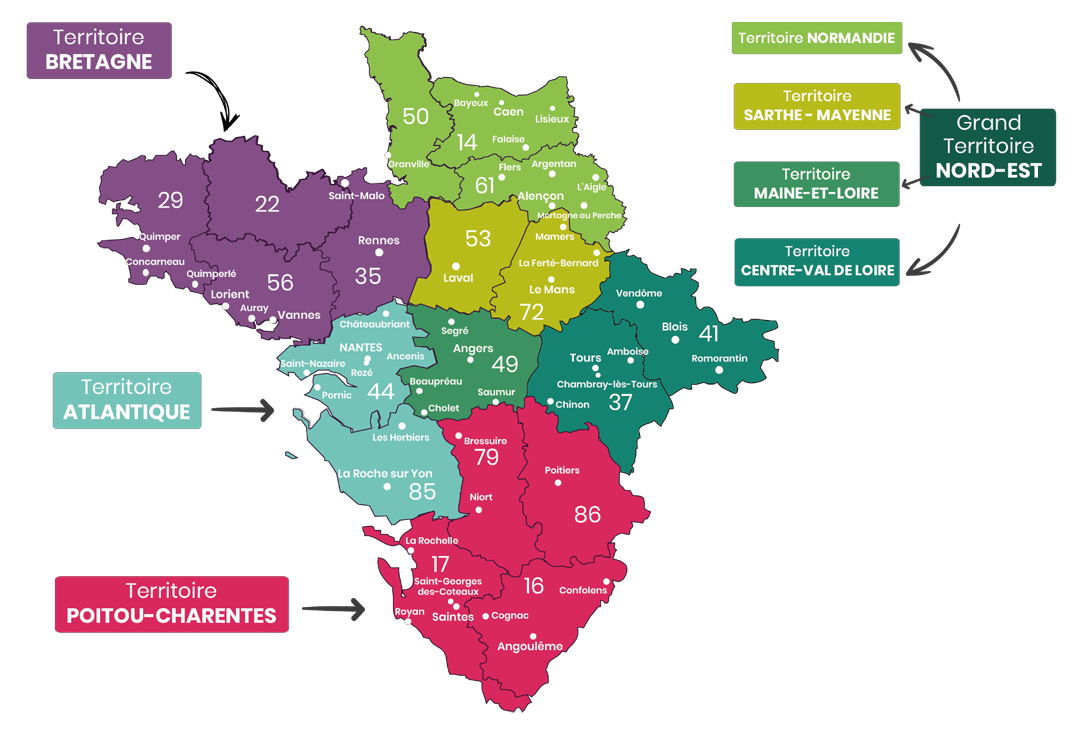 Territoire
BRETAGNE
Territoire NORMANDIE
Territoire
SARTHE - MAYENNE
Grand
Territoire
NORD-EST
Territoire
MAINE-ET-LOIRE
Territoire
CENTRE-VAL DE LOIRE
50
Bayeux
Caen
Lisieux
14
Falaise
Granville
Flers
Argentan
61
L'Aigle
Alençon
Mortagne au Perche
29
22
Saint-Malo
Quimper
Concarneau
Quimperlé
56
Rennes
35
Lorient
Auray
Vannes
53
Laval
Mamers
La Ferté-Bernard
Le Mans
72
Vendôme
Blois
41
Romorantin
Tours
Amboise
Chambray-lès-Tours
Chinon
37
Châteaubriant
NANTES
Ancenis
Saint-Nazaire
Rezé
Pornic
44
Segré
Angers
49
Beaupréau
Saumur
Cholet
Territoire
ATLANTIQUE
Les Herbiers
La Roche sur Yon
85
Bressuire
79
Niort
Poitiers
86
La Rochelle
17
Saint-Georges
des-Coteaux
Royan
Saintes
16
Confolens
Cognac
Angoulême
Territoire
POITOU-CHARENTES